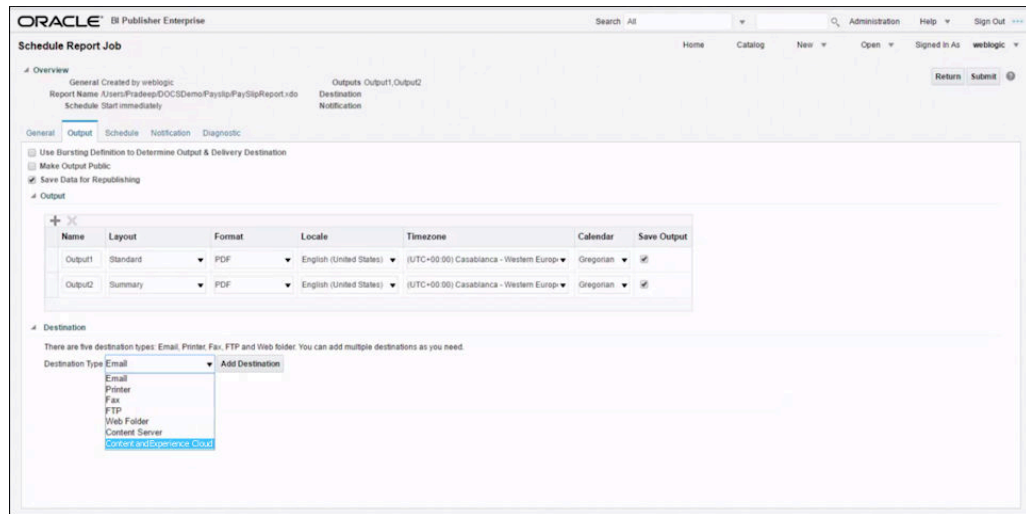 ORACLE BI Publisher Enterprise Search All Administration Help Sign Out
Schedule Report Job Home Catalog New Open Signed In As weblogic
Overview Return Submit
General Created by weblogic Outputs Output1,Output2
Report Name /Users/Pradeep/DOCSDemo/Payslip/PaySlipReport.xdo Destination
Schedule Start immediately Notification
General Output Schedule Notification Diagnostic
Use Bursting Definition to Determine Output & Delivery Destination
Make Output Public
Save Data for Republishing
Output
Name Layout Format Locale Timezone Calendar Save Output
Output1 Standard PDF English (United States) (UTC+00:00) Casablanca - Western Europ Gregorian
Output2 Summary PDF English (United States) (UTC+00:00) Casablanca - Western Europ Gregorian
Destination
There are five destination types: Email, Printer, Fax, FTP and Web folder. You can add multiple destinations as you need.
Destination Type Email Add Destination
Email
Printer
Fax
FTP
Web Folder
Content Server
Content and Experience Cloud